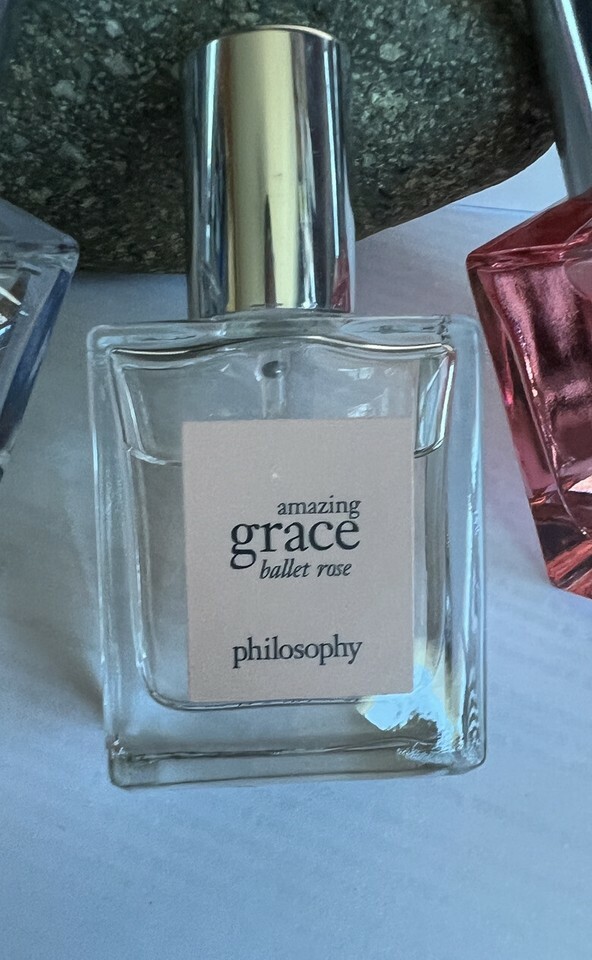 amazing
grace
ballet rose
philosophy